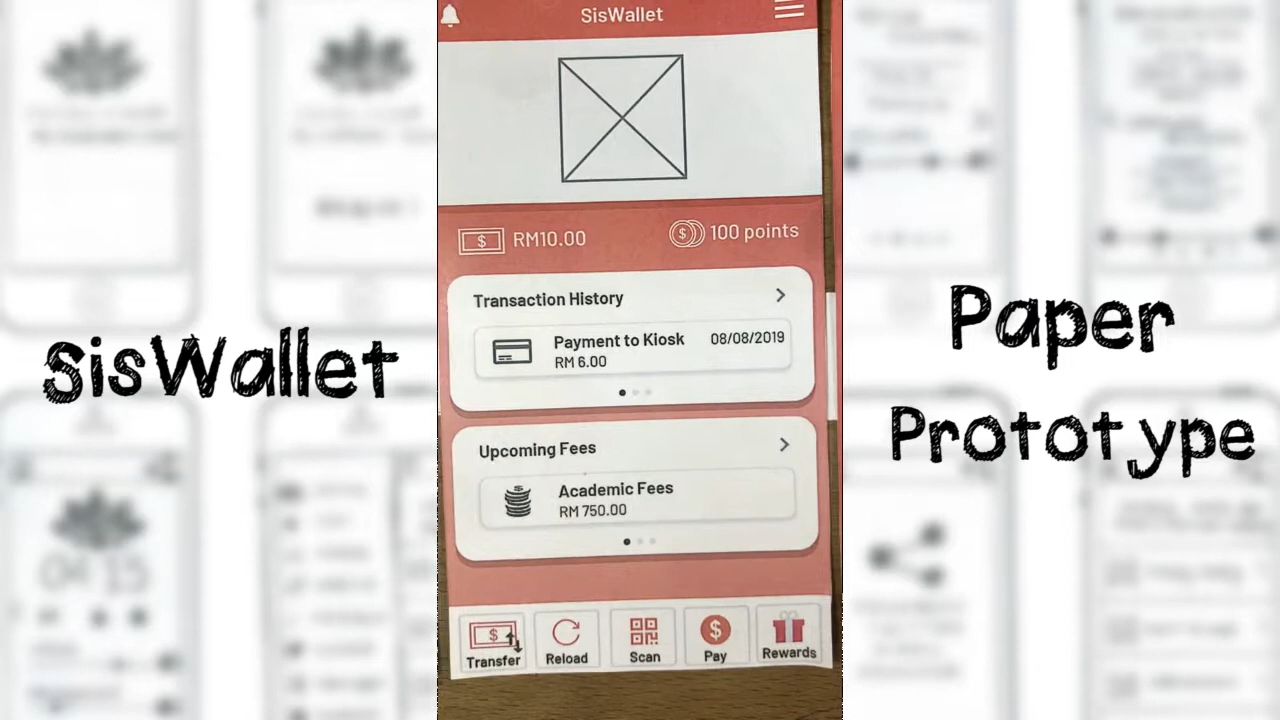 SisWallet
RM10.00
100 points
Transaction History
Payment to Kiosk
08/08/2019
RM 6.00
Upcoming Fees
Academic Fees
RM 750.00
Transfer
Reload
Scan
Pay
Rewards
SisWallet
Paper
Prototype